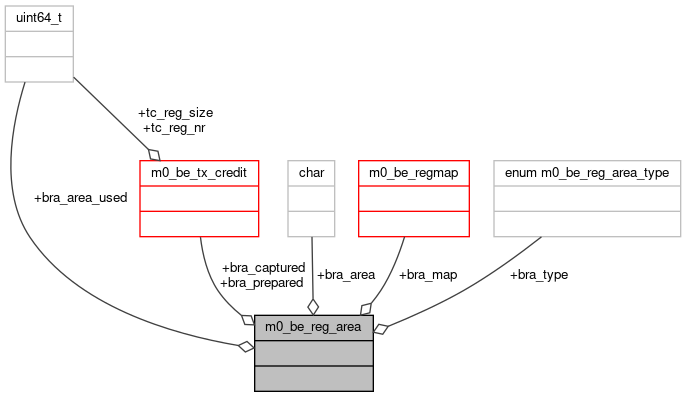 uint64_t
+tc_reg_size
+tc_reg_nr
m0_be_tx_credit
char
m0_be_regmap
enum m0_be_reg_area_type
+bra_area_used
+bra_captured
+bra_prepared
+bra_area
+bra_map
+bra_type
m0_be_reg_area